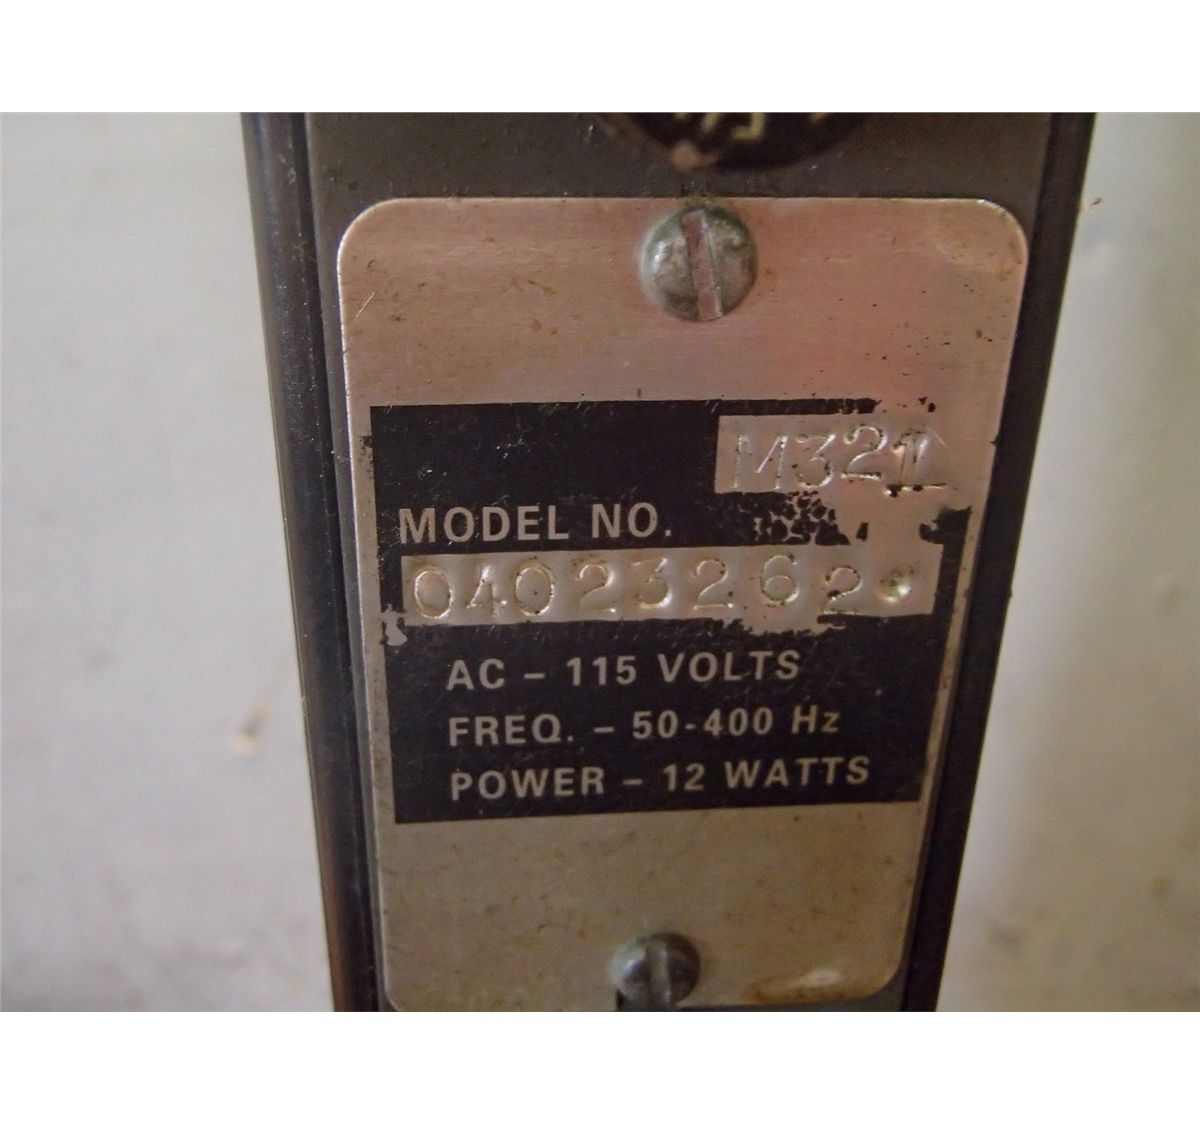 M321
MODEL NO.
04023262
AC - 115 VOLTS
FREQ. - 50-400 Hz
POWER - 12 WATTS